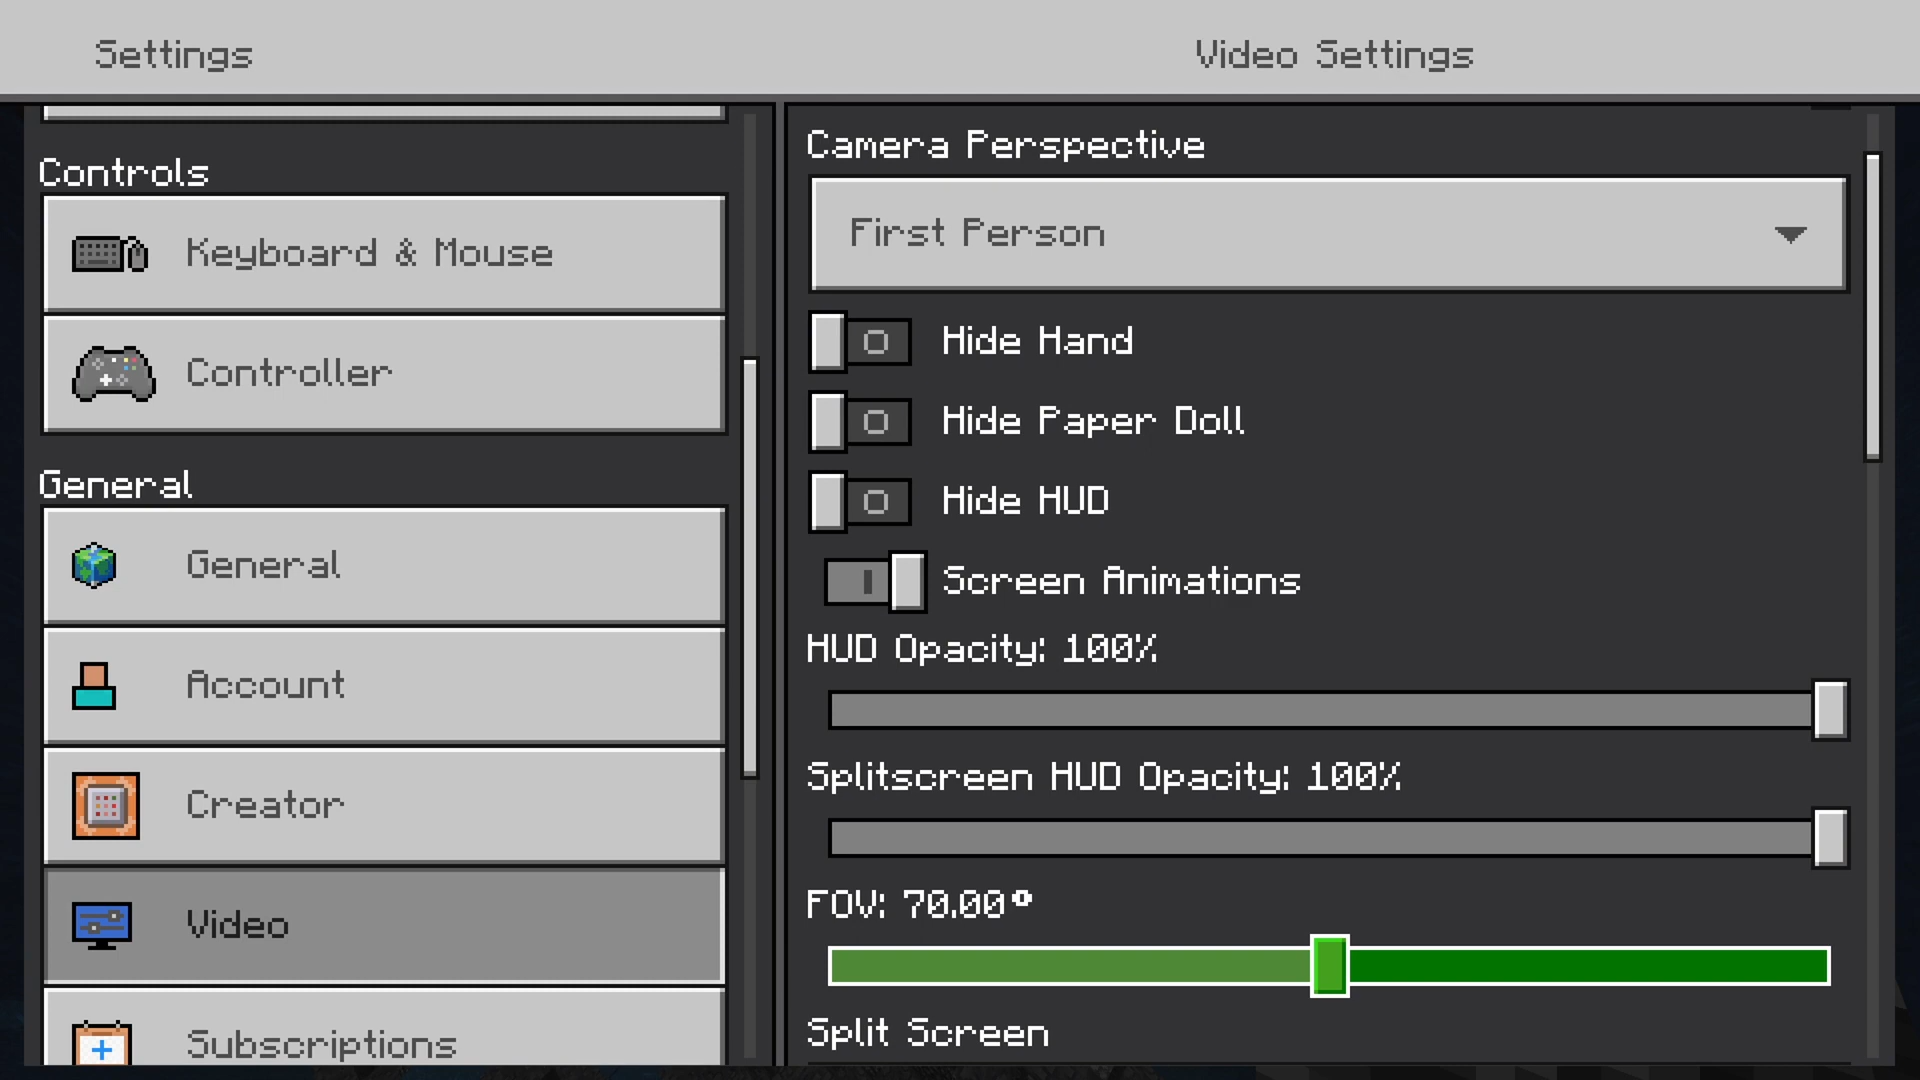 Settings
Video Settings
Controls
Keyboard & Mouse
Controller
General
General
Account
Creator
Video
Subscriptions
Camera Perspective
First Person
Hide Hand
Hide Paper Doll
Hide HUD
Screen Animations
HUD Opacity: 100%
Splitscreen HUD Opacity: 100%
FOV: 70.00°
Split Screen